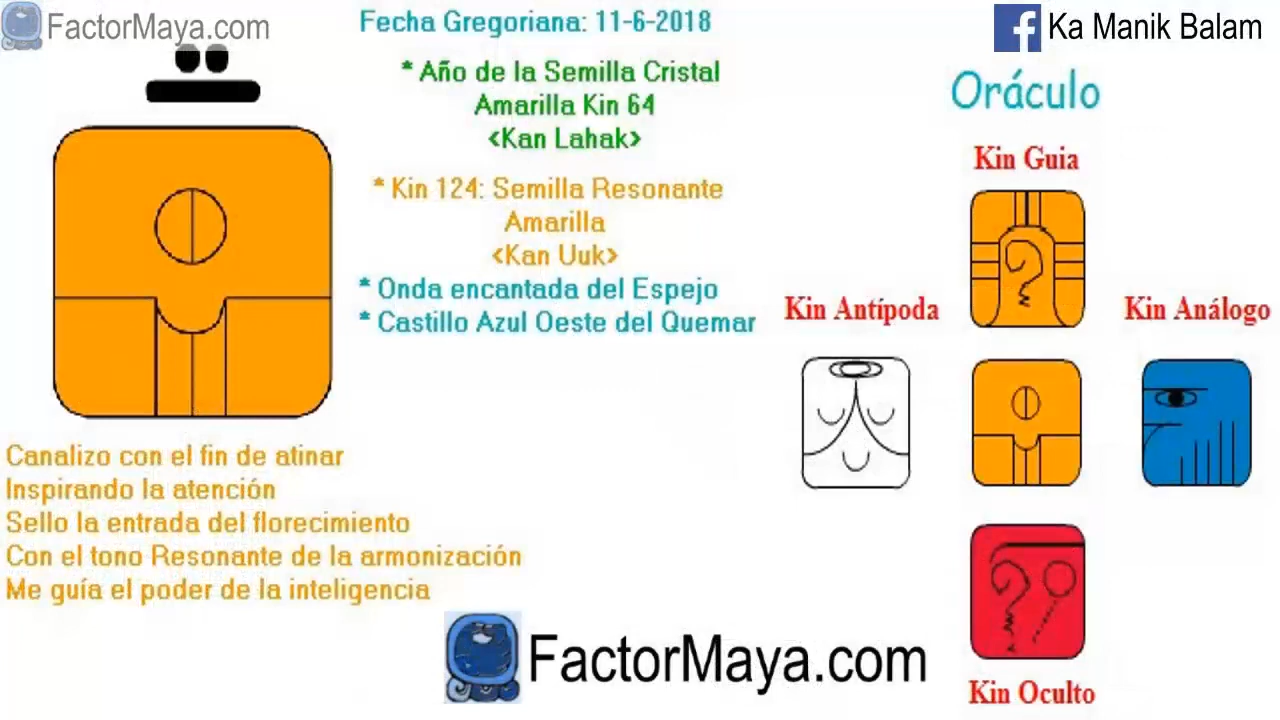 FactorMaya.com
Fecha Gregoriana: 11-6-2018
Ka Manik Balam
* Año de la Semilla Cristal
Amarilla Kin 64
<Kan Lahak>
* Kin 124: Semilla Resonante
Amarilla
<Kan Uuk>
* Onda encantada del Espejo
* Castillo Azul Oeste del Quemar
Oráculo
Kin Guia
Kin Antípoda
Kin Análogo
Kin Oculto
Canalizo con el fin de atinar
Inspirando la atención
Sello la entrada del florecimiento
Con el tono Resonante de la armonización
Me guía el poder de la inteligencia
FactorMaya.com